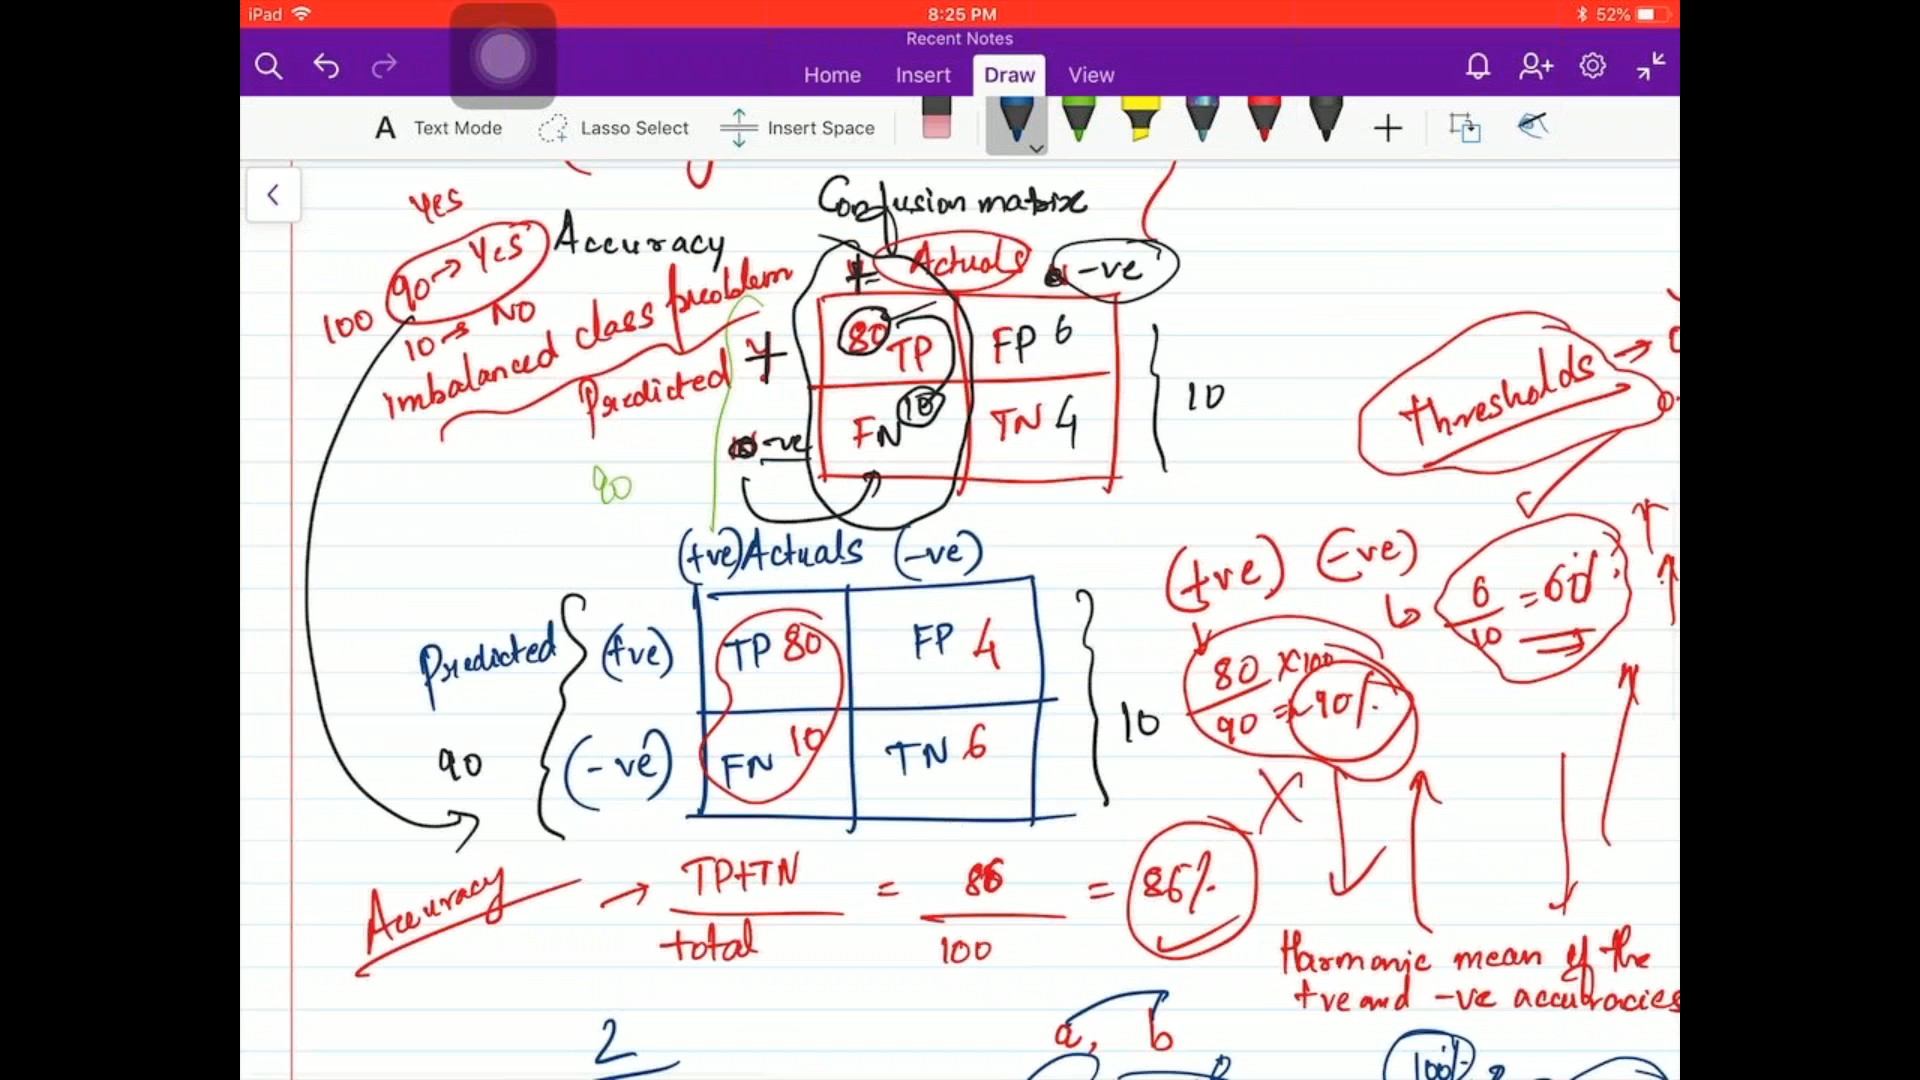 iPad
8:25 PM
52%
Recent Notes
Home Insert Draw View
A Text Mode Lasso Select Insert Space
Yes
Confusion matrix
90 → Yes
Accuracy
Actuals
-ve
100
10 → NO
imbalanced class problem
Predicted
+
+
-ve
80 TP
FP 6
FN 10
TN 4
10
90
Thresholds →
(+ve) Actuals (-ve)
Predicted
(+ve)
(-ve)
90
TP 80
FP 4
FN 10
TN 6
10
(+ve) (-ve)
80/90 x 100 = ~90%
6/10 = 60%
X
Accuracy → TP+TN / total = 86 / 100 = 86%
Harmonic mean of the
+ve and -ve accuracies
2
a, b
100%